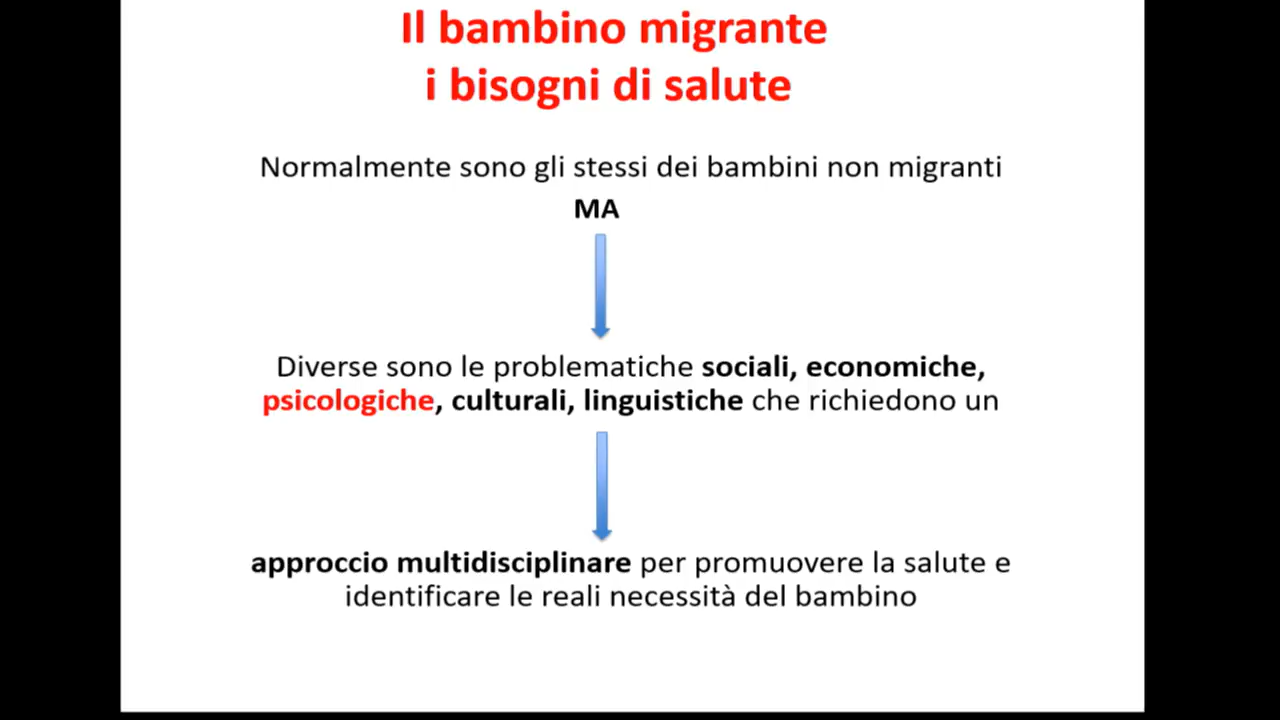 Il bambino migrante
i bisogni di salute
Normalmente sono gli stessi dei bambini non migranti
MA
Diverse sono le problematiche sociali, economiche,
psicologiche, culturali, linguistiche che richiedono un
approccio multidisciplinare per promuovere la salute e
identificare le reali necessità del bambino